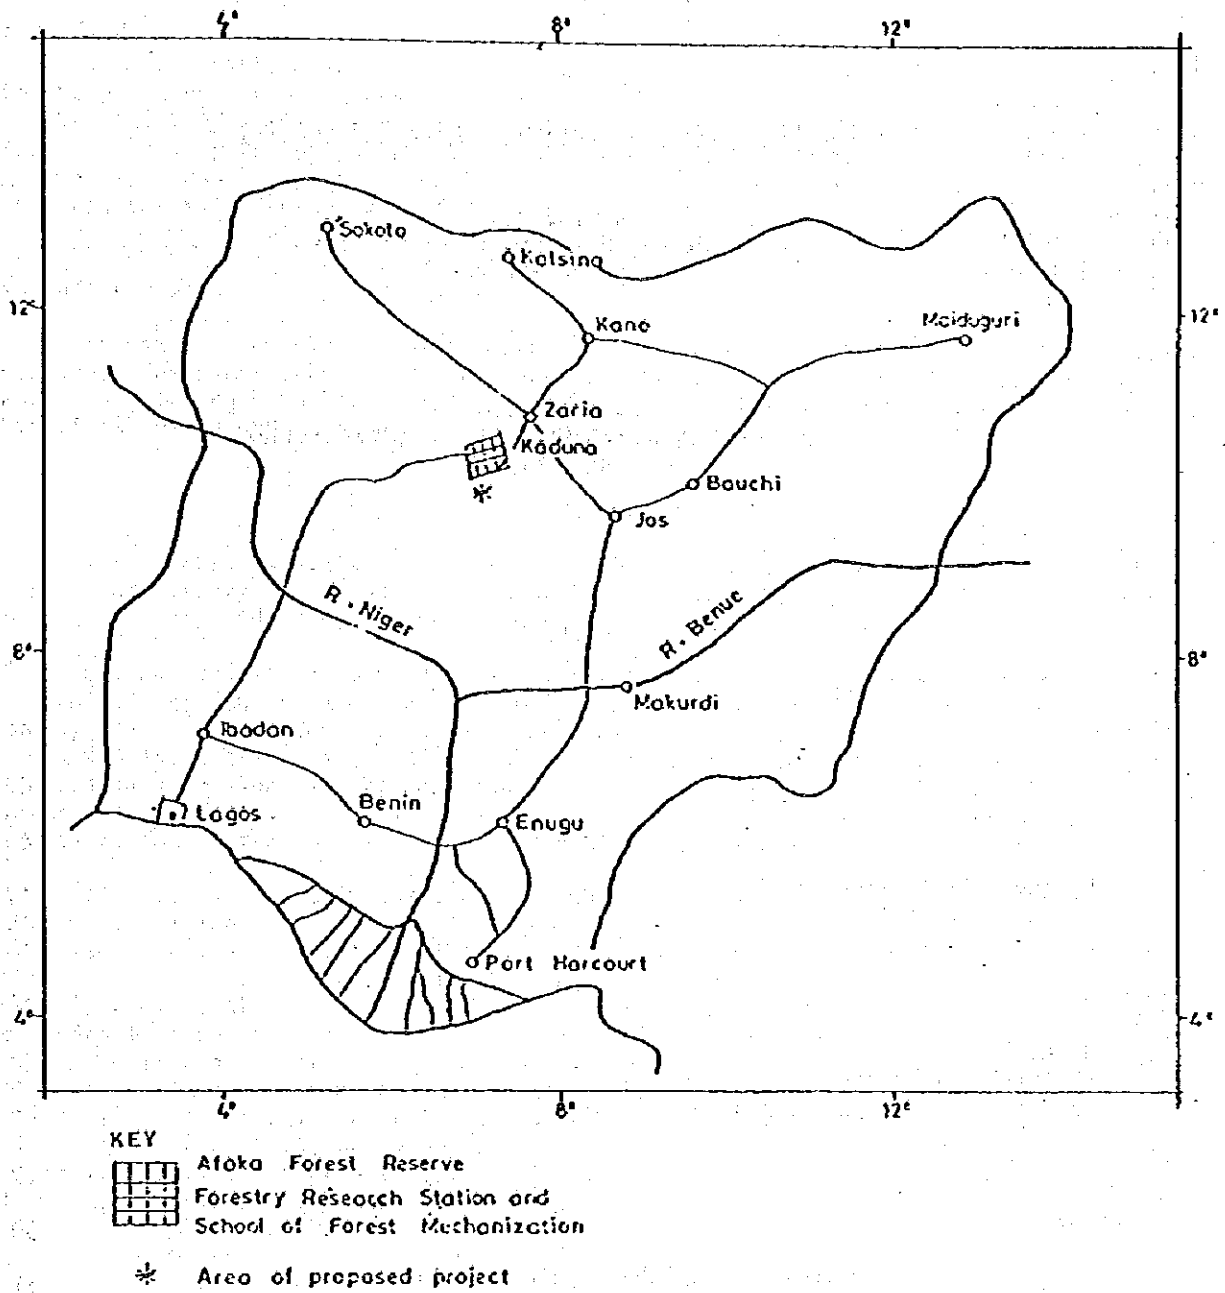 4° 8° 12°
Sokoto
Katsina
12° 12°
Kano
Maiduguri
Zaria
Kaduna
Bauchi
Jos
R. Niger
R. Benue
8° 8°
Makurdi
Ibadan
Benin
Lagos
Enugu
Port Harcourt
4° 4°
4° 8° 12°
KEY
Afaka Forest Reserve
Forestry Research Station and
School of Forest Mechanization
Area of proposed project